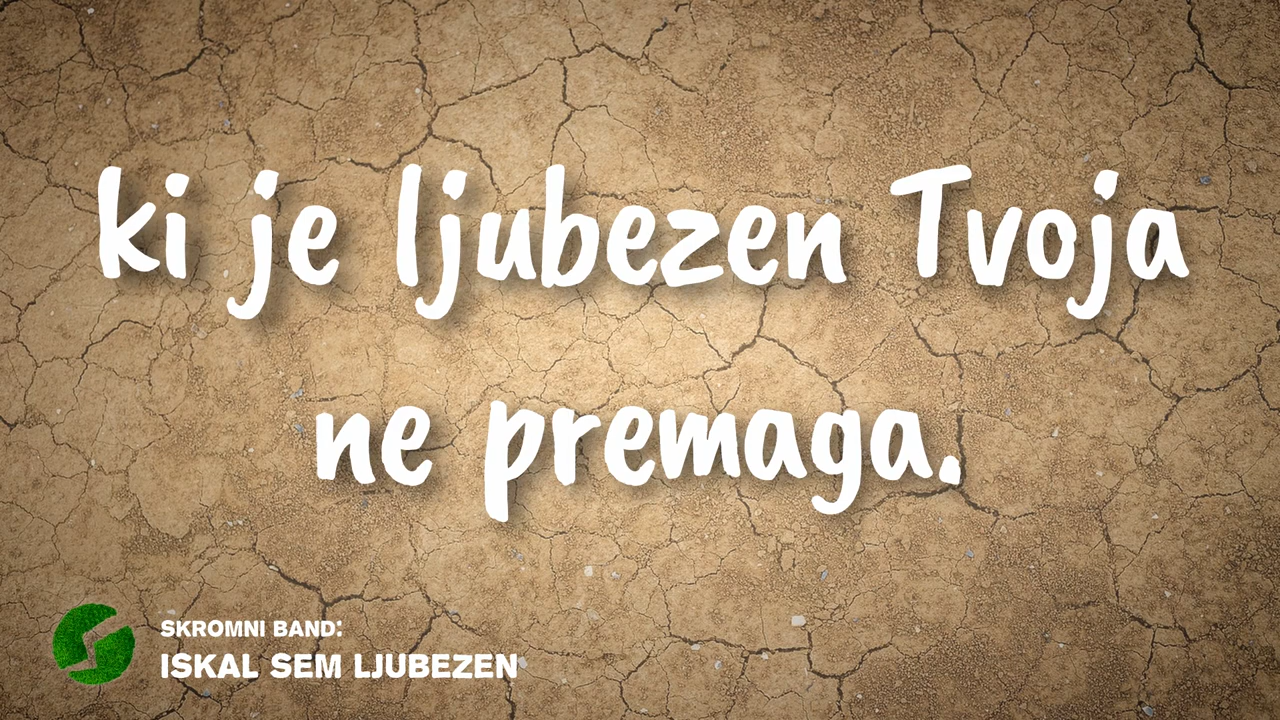 ki je ljubezen Tvoja
ne premaga.
SKROMNI BAND:
ISKAL SEM LJUBEZEN